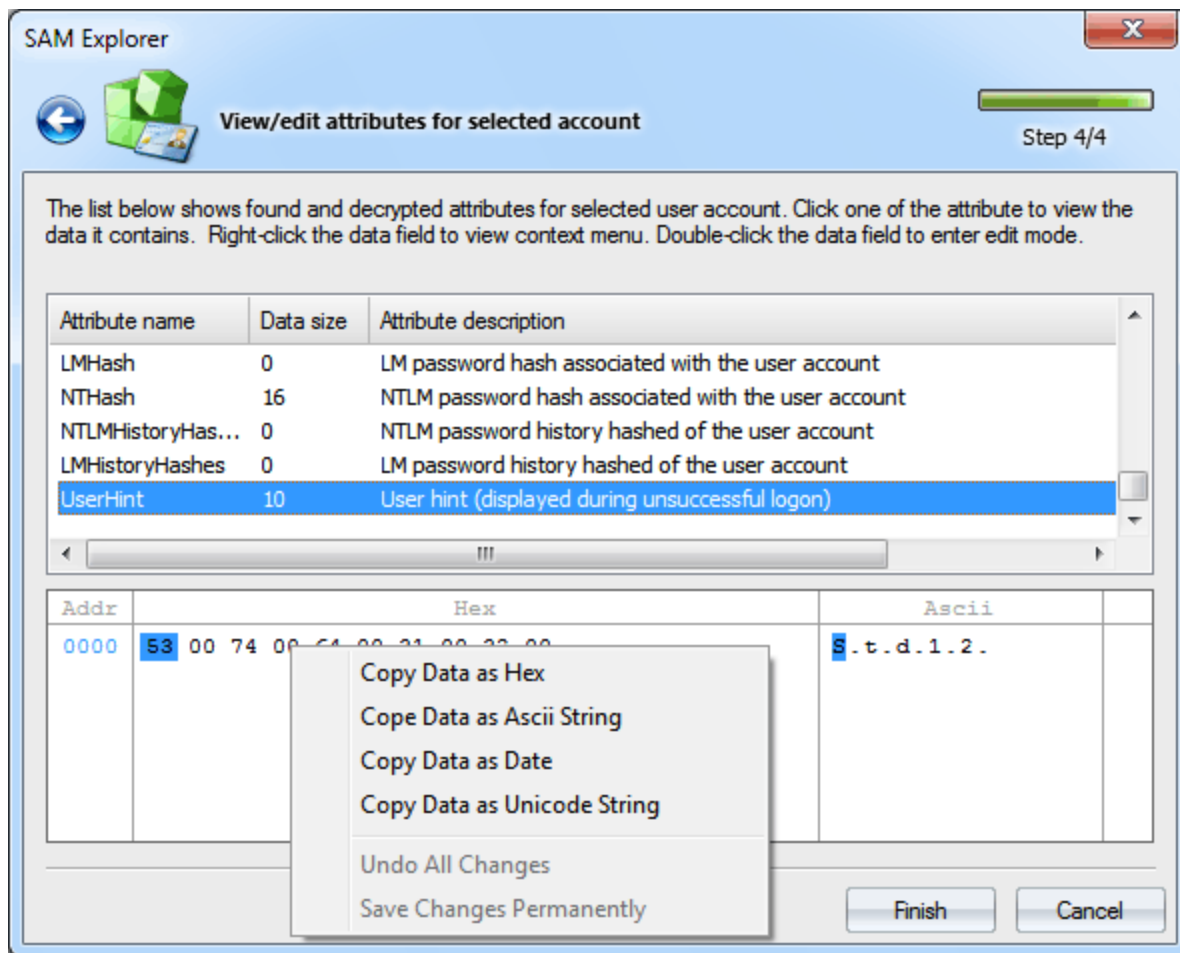 SAM Explorer
View/edit attributes for selected account
Step 4/4
The list below shows found and decrypted attributes for selected user account. Click one of the attribute to view the
data it contains.  Right-click the data field to view context menu. Double-click the data field to enter edit mode.
Attribute name Data size Attribute description
LMHash 0 LM password hash associated with the user account
NTHash 16 NTLM password hash associated with the user account
NTLMHistoryHas... 0 NTLM password history hashed of the user account
LMHistoryHashes 0 LM password history hashed of the user account
UserHint 10 User hint (displayed during unsuccessful logon)
Addr Hex Ascii
0000 53 00 74 00 64 00 31 00 32 00 S.t.d.1.2.
Copy Data as Hex
Cope Data as Ascii String
Copy Data as Date
Copy Data as Unicode String
Undo All Changes
Save Changes Permanently
Finish Cancel